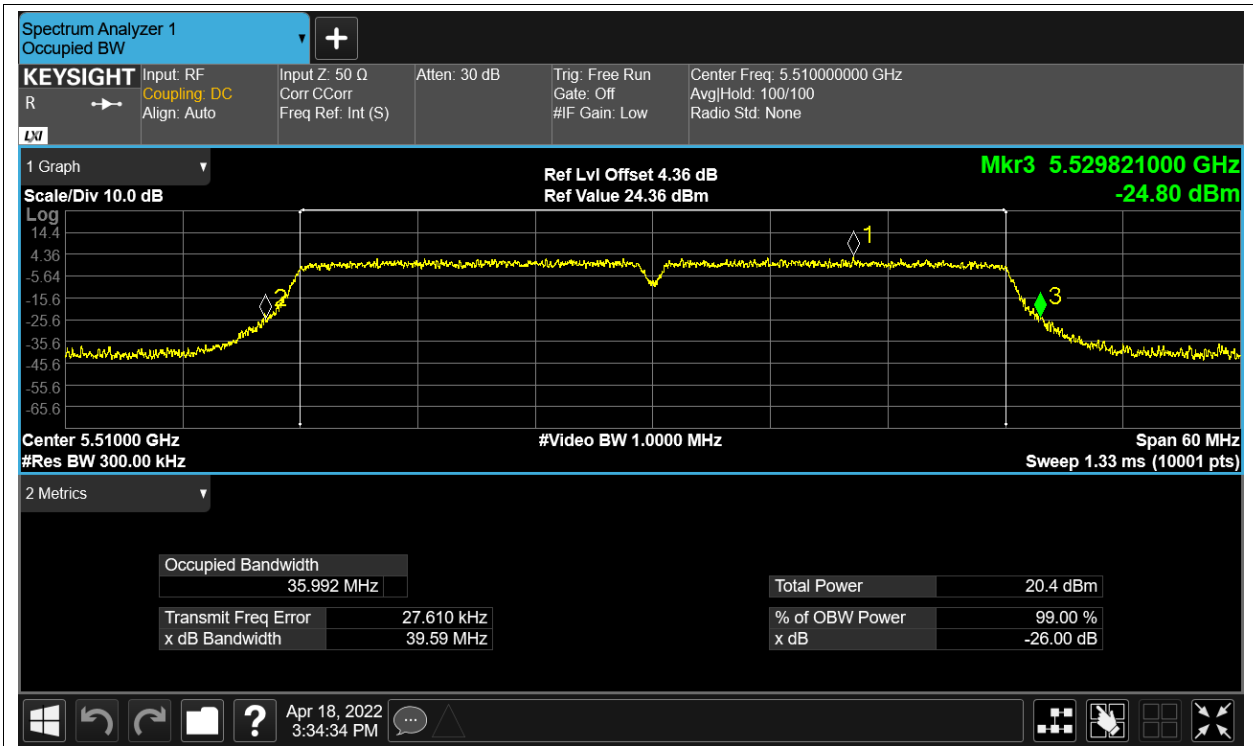 Spectrum Analyzer 1
Occupied BW
KEYSIGHT
R
LXI
Input: RF
Coupling: DC
Align: Auto
Input Z: 50 Ω
Corr CCorr
Freq Ref: Int (S)
Atten: 30 dB
Trig: Free Run
Gate: Off
#IF Gain: Low
Center Freq: 5.510000000 GHz
Avg|Hold: 100/100
Radio Std: None
1 Graph
Scale/Div 10.0 dB
Ref Lvl Offset 4.36 dB
Ref Value 24.36 dBm
Mkr3 5.529821000 GHz
-24.80 dBm
Log
14.4
4.36
-5.64
-15.6
-25.6
-35.6
-45.6
-55.6
-65.6
1
2
3
Center 5.51000 GHz
#Res BW 300.00 kHz
#Video BW 1.0000 MHz
Span 60 MHz
Sweep 1.33 ms (10001 pts)
2 Metrics
Occupied Bandwidth
35.992 MHz
Transmit Freq Error 27.610 kHz
x dB Bandwidth 39.59 MHz
Total Power 20.4 dBm
% of OBW Power 99.00 %
x dB -26.00 dB
?
Apr 18, 2022
3:34:34 PM